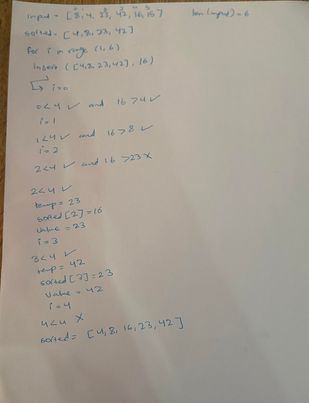 input = [8, 4, 23, 42, 16, 15] len(input) = 6
sorted = [4, 8, 23, 42]
for i in range (1, 6)
Insert ([4, 8, 23, 42], 16)
i = 0
0 < 4 ✓ and 16 > 4 ✓
i = 1
1 < 4 ✓ and 16 > 8 ✓
i = 2
2 < 4 ✓ and 16 > 23 ✗
2 < 4 ✓
temp = 23
sorted [2] = 16
value = 23
i = 3
3 < 4 ✓
temp = 42
sorted [3] = 23
value = 42
i = 4
4 < 4 ✗
sorted = [4, 8, 16, 23, 42]